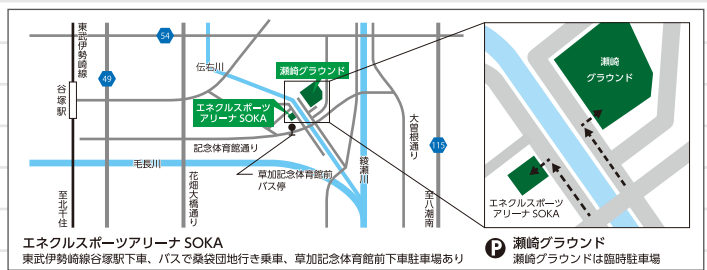 東武伊勢崎線
54
伝右川
瀬崎グラウンド
49
谷塚駅
エネクルスポーツ
アリーナ SOKA
記念体育館通り
大曽根通り
115
毛長川
花畑大橋通り
草加記念体育館前
バス停
綾瀬川
至北千住
至八潮南
瀬崎
グラウンド
エネクルスポーツ
アリーナ SOKA
エネクルスポーツアリーナ SOKA
東武伊勢崎線谷塚駅下車、バスで桑袋団地行き乗車、草加記念体育館前下車駐車場あり
P 瀬崎グラウンド
瀬崎グラウンドは臨時駐車場